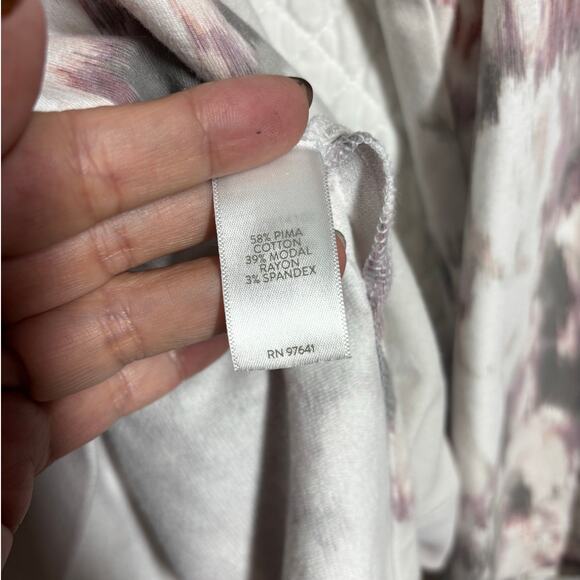 58% PIMA
COTTON
39% MODAL
RAYON
3% SPANDEX
RN 97641